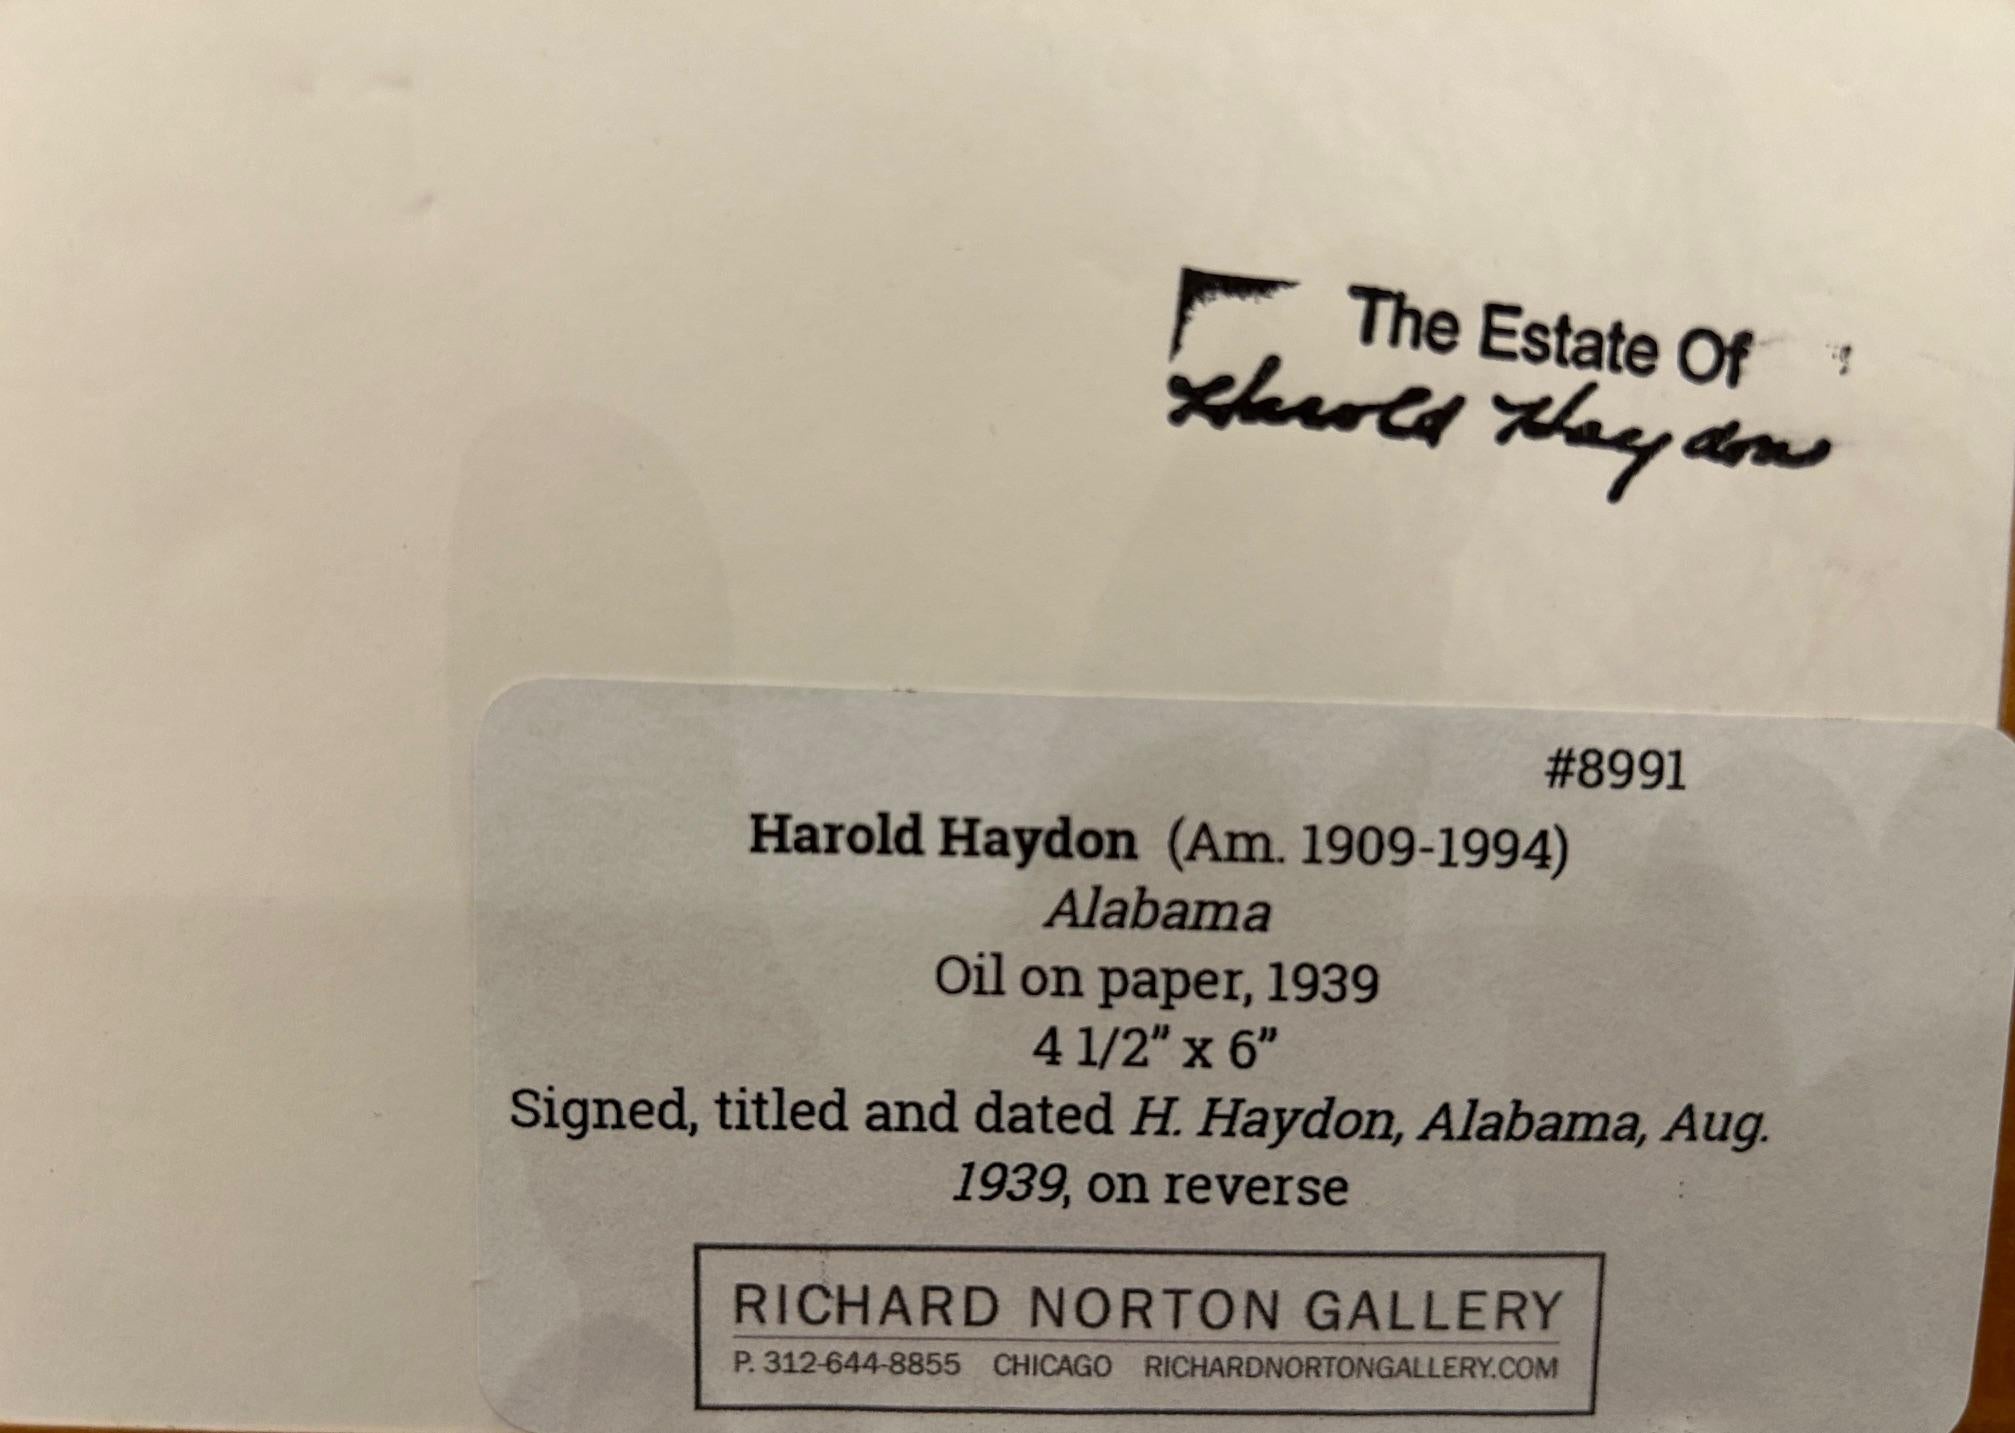 The Estate Of
Harold Haydon
#8991
Harold Haydon (Am. 1909-1994)
Alabama
Oil on paper, 1939
4 1/2” x 6”
Signed, titled and dated H. Haydon, Alabama, Aug.
1939, on reverse
RICHARD NORTON GALLERY
P. 312-644-8855 CHICAGO RICHARDNORTONGALLERY.COM